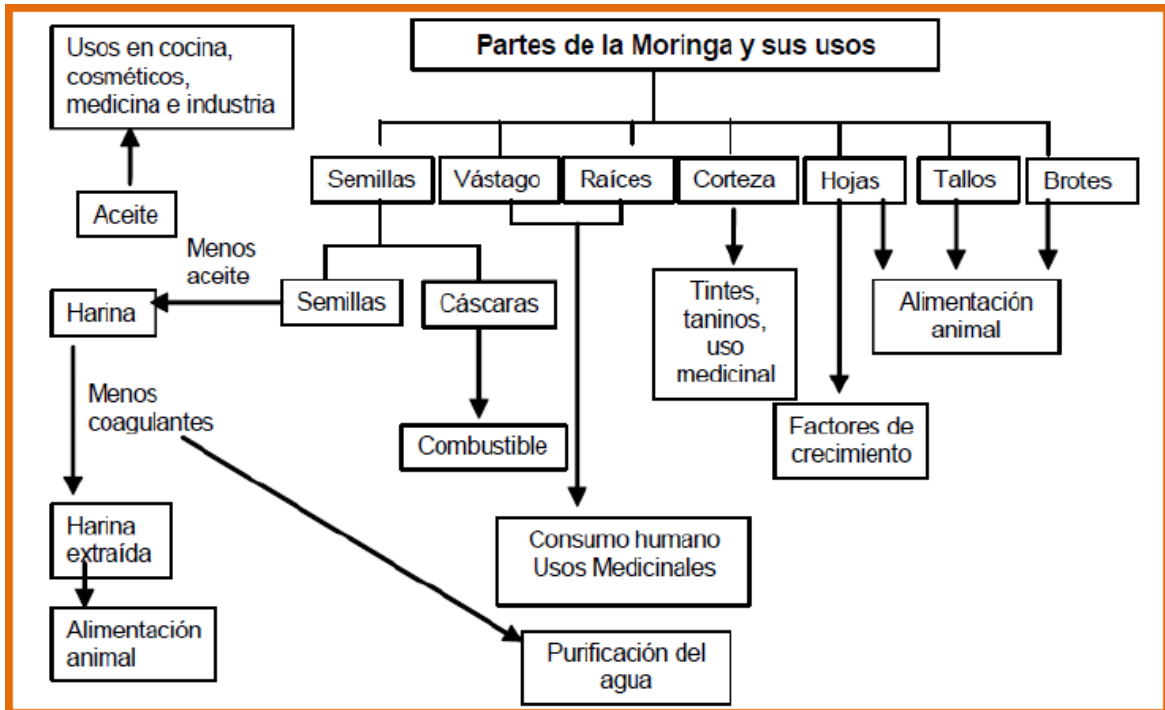 Partes de la Moringa y sus usos
Usos en cocina,
cosméticos,
medicina e industria
Aceite
Semillas
Vástago
Raíces
Corteza
Hojas
Tallos
Brotes
Menos
aceite
Harina
Semillas
Cáscaras
Tintes,
taninos,
uso
medicinal
Alimentación
animal
Menos
coagulantes
Combustible
Factores de
crecimiento
Harina
extraída
Consumo humano
Usos Medicinales
Alimentación
animal
Purificación del
agua